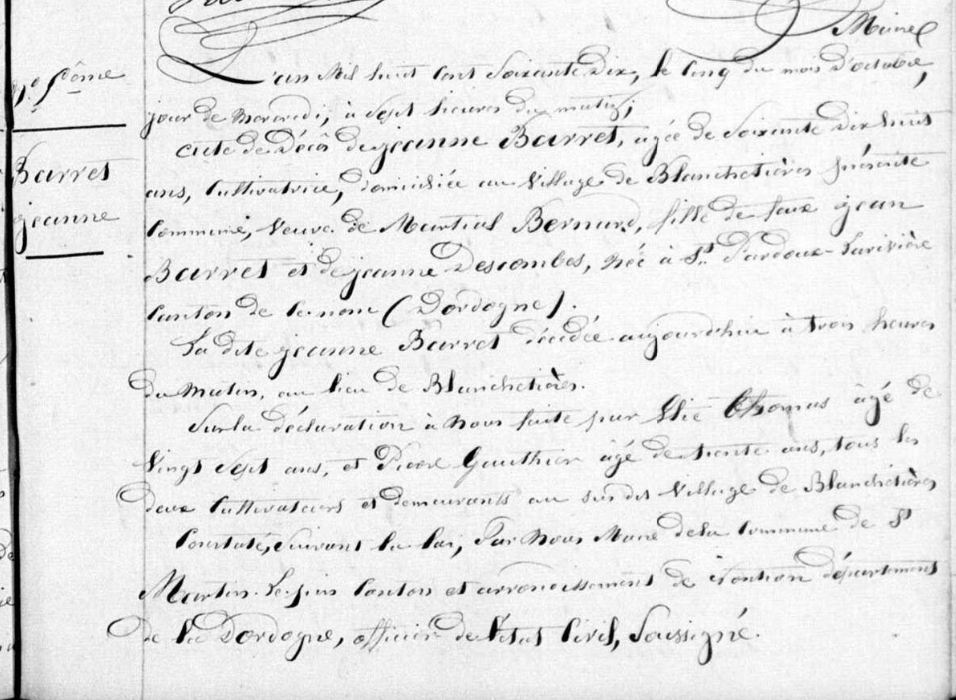 Maire
L'an Mil huit Cent Soixante Dix, le Cinq du mois D'octobre,
jour de Mercredi, à Sept heures du matin,
acte de Décès de jeanne Barret, âgée de Soixante Dix huit
ans, Cultivatrice, domiciliée au Village de Blanchetières présente
Commune, Veuve de Martial Bernard, fille de feux jean
Barret et de jeanne Descombes, née à St. Pardoux-Larivière
Canton de (Dordogne).
La dite jeanne Barret décédée aujourd'hui à trois heures
du matin, au lieu de Blanchetières.
Sur la déclaration à nous faite par Elie Thomas âgé de
Vingt Sept ans, et Pierre Gauthier âgé de trente ans, tous les
deux Cultivateurs et demeurants au susdit Village de Blanchetières
Constaté, Suivant la loi, Par Nous Maire de la Commune de St
Martin-le-pin Canton et arrondissement de nontron département
de la Dordogne, officier de l'état Civil, Soussigné.
Barret
jeanne